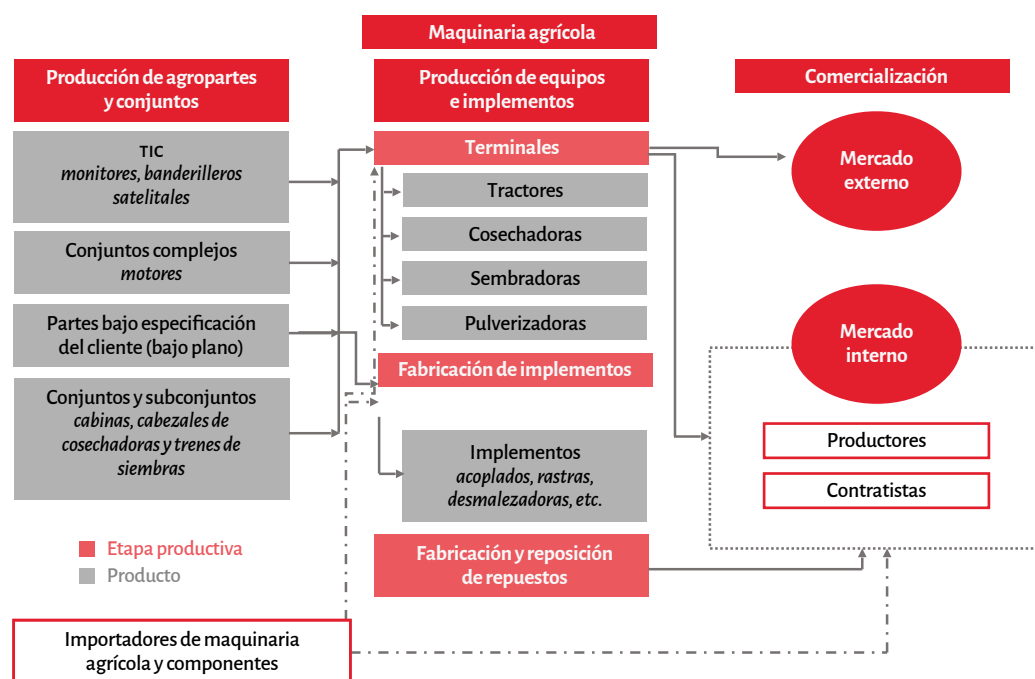 Maquinaria agrícola
Producción de agropartes
y conjuntos
TIC
monitores, banderilleros
satelitales
Conjuntos complejos
motores
Partes bajo especificación
del cliente (bajo plano)
Conjuntos y subconjuntos
cabinas, cabezales de
cosechadoras y trenes de
siembras
Producción de equipos
e implementos
Terminales
Tractores
Cosechadoras
Sembradoras
Pulverizadoras
Fabricación de implementos
Implementos
acoplados, rastras,
desmalezadoras, etc.
Fabricación y reposición
de repuestos
Comercialización
Mercado
externo
Mercado
interno
Productores
Contratistas
Etapa productiva
Producto
Importadores de maquinaria
agrícola y componentes